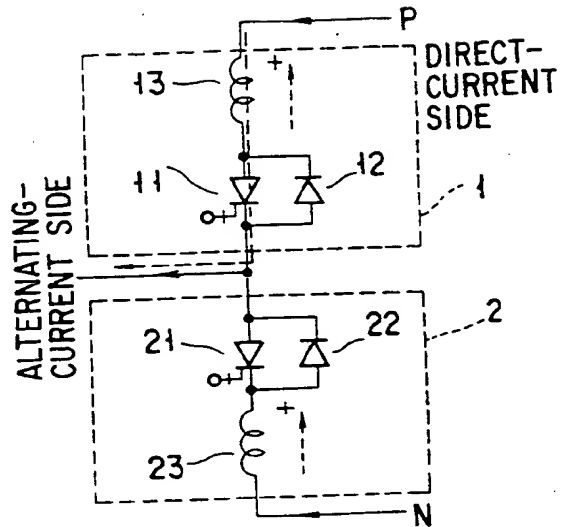 P
DIRECT-
CURRENT
SIDE
13
+
11
12
1
ALTERNATING-
CURRENT SIDE
21
22
2
+
23
N